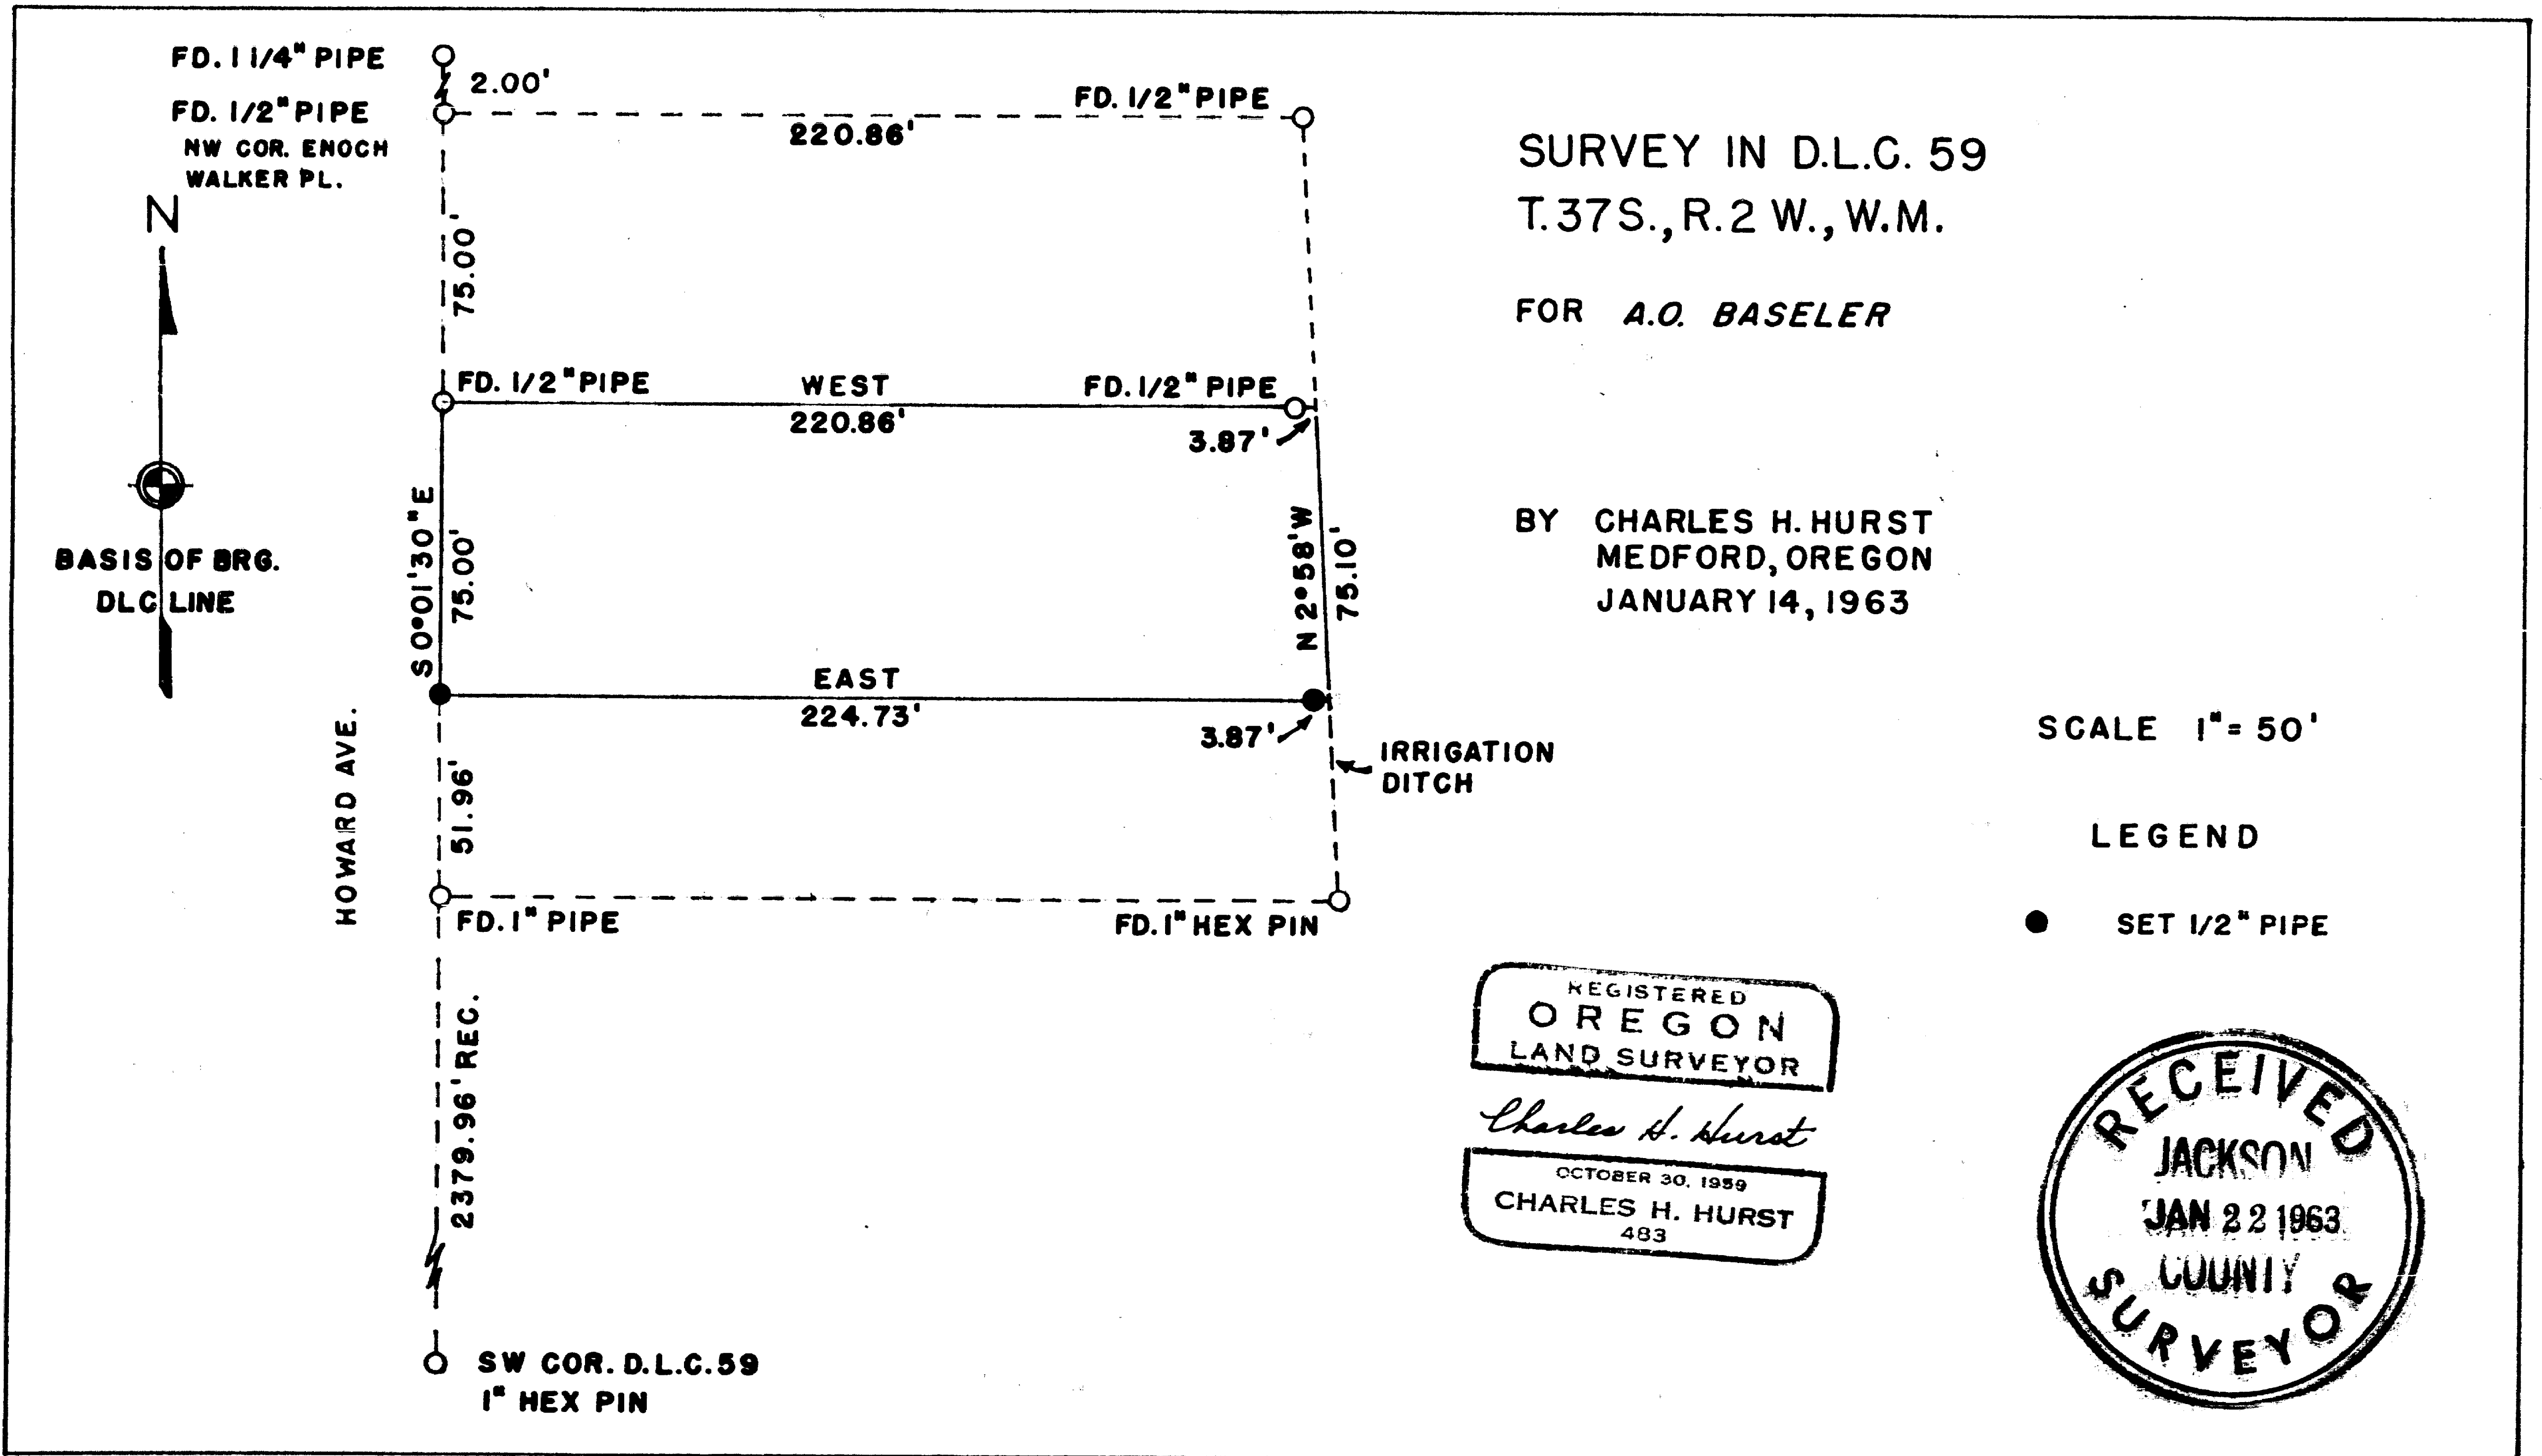 FD. 1 1/4" PIPE
2.00'
FD. 1/2" PIPE
NW COR. ENOCH
WALKER PL.
FD. 1/2" PIPE
220.86'
N
BASIS OF BRG.
DLC LINE
75.00'
FD. 1/2" PIPE
WEST
FD. 1/2" PIPE
220.86'
3.87'
S 0°01'30" E
75.00'
N 2°58' W
75.10'
EAST
224.73'
3.87'
IRRIGATION
DITCH
HOWARD AVE.
51.96'
FD. 1" PIPE
FD. 1" HEX PIN
2379.96' REC.
SW COR. D.L.C. 59
1" HEX PIN
SURVEY IN D.L.C. 59
T. 37 S., R. 2 W., W.M.
FOR A.O. BASELER
BY CHARLES H. HURST
MEDFORD, OREGON
JANUARY 14, 1963
SCALE 1" = 50'
LEGEND
SET 1/2" PIPE
REGISTERED
OREGON
LAND SURVEYOR
Charles H. Hurst
OCTOBER 30, 1959
CHARLES H. HURST
483
RECEIVED
JACKSON
JAN 22 1963
COUNTY
SURVEYOR